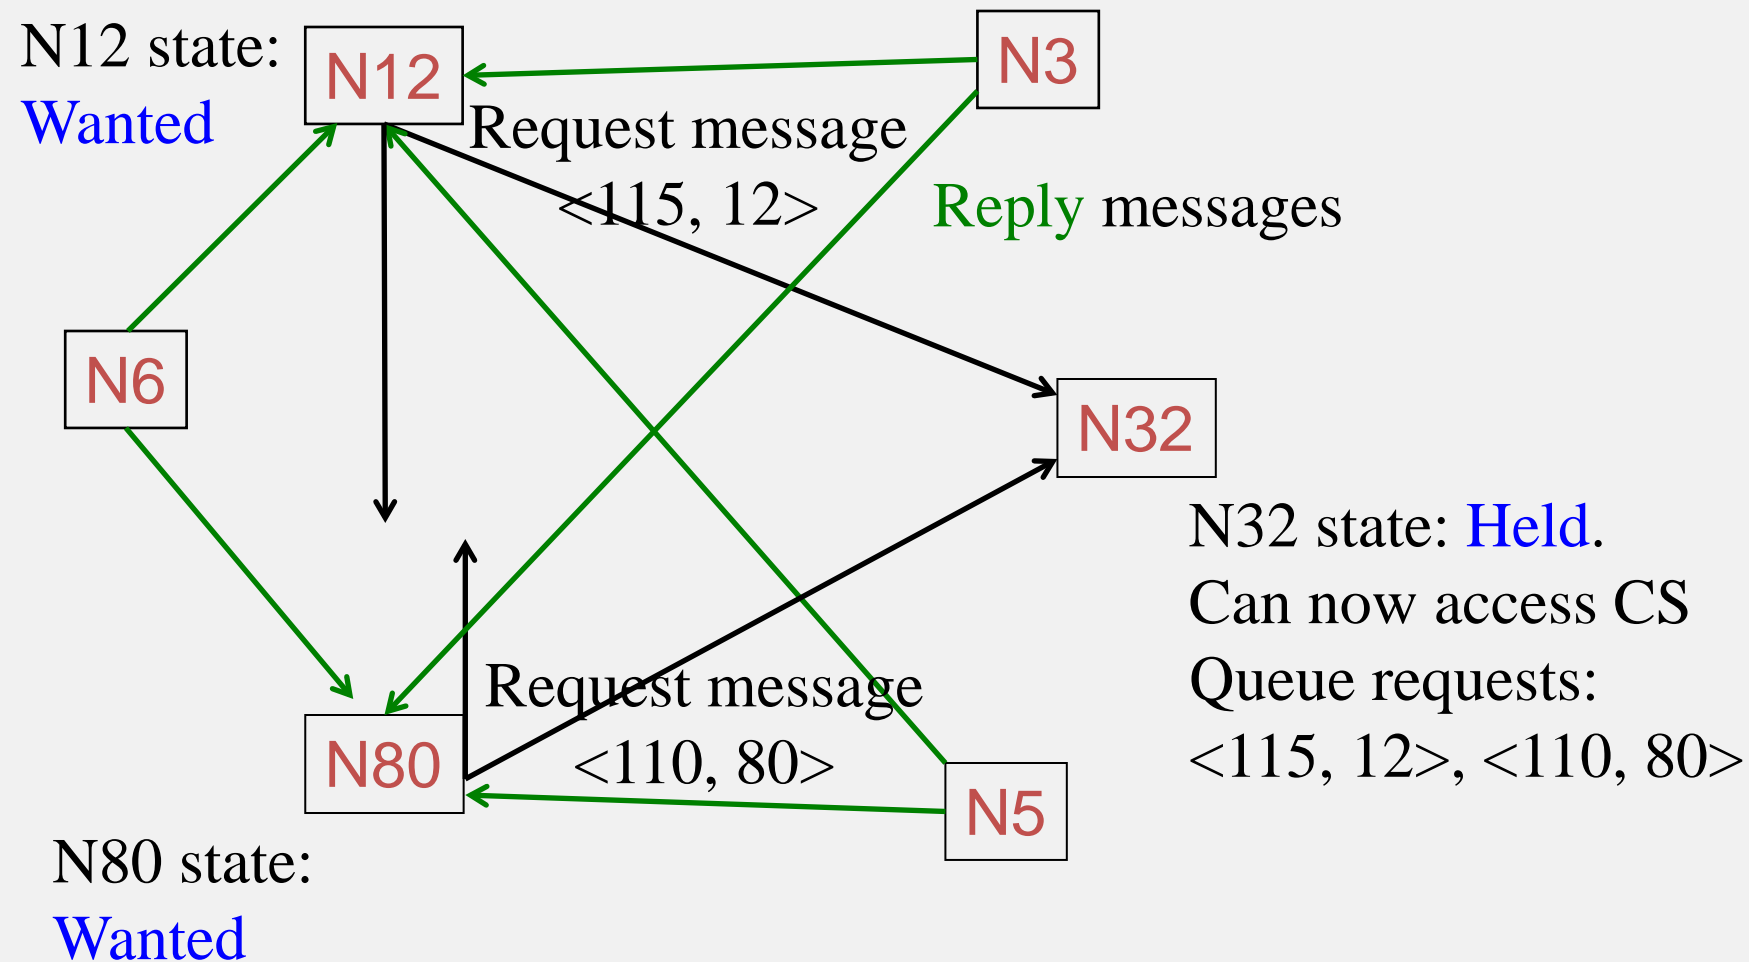 N12 state:
Wanted
N12
N3
Request message
<115, 12>
Reply messages
N6
N32
N32 state: Held.
Can now access CS
Queue requests:
<115, 12>, <110, 80>
Request message
<110, 80>
N80
N5
N80 state:
Wanted